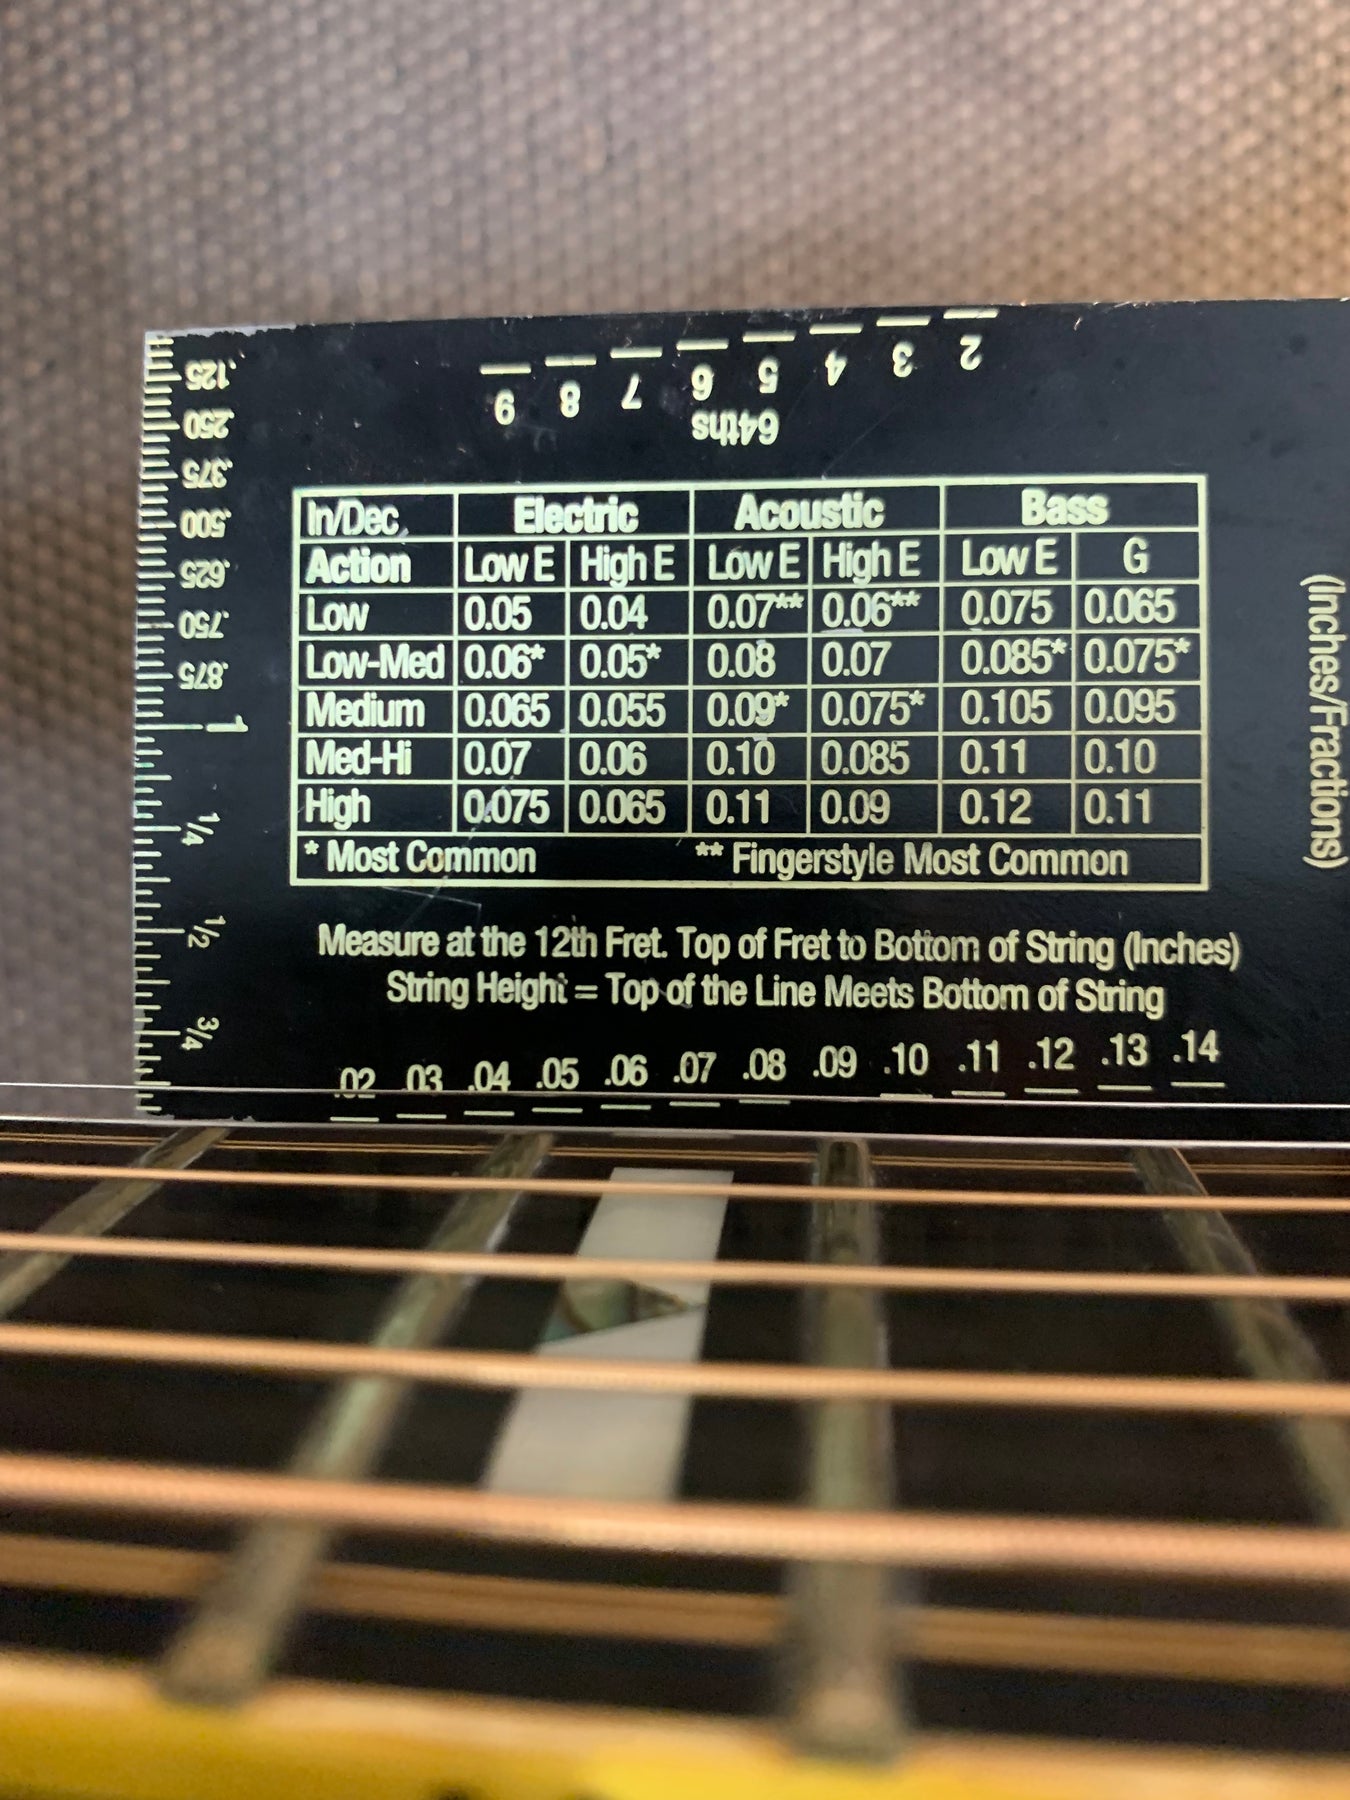 2 3 4 5 6 7 8 9
64ths
.125
.250
.375
.500
.625
.750
.875
1
1/4
1/2
3/4
In/Dec. Electric Acoustic Bass
Action Low E High E Low E High E Low E G
Low 0.05 0.04 0.07** 0.06** 0.075 0.065
Low-Med 0.06* 0.05* 0.08 0.07 0.085* 0.075*
Medium 0.065 0.055 0.09* 0.075* 0.105 0.095
Med-Hi 0.07 0.06 0.10 0.085 0.11 0.10
High 0.075 0.065 0.11 0.09 0.12 0.11
* Most Common ** Fingerstyle Most Common
Measure at the 12th Fret. Top of Fret to Bottom of String (Inches)
String Height = Top of the Line Meets Bottom of String
.02 .03 .04 .05 .06 .07 .08 .09 .10 .11 .12 .13 .14
(Inches/Fractions)